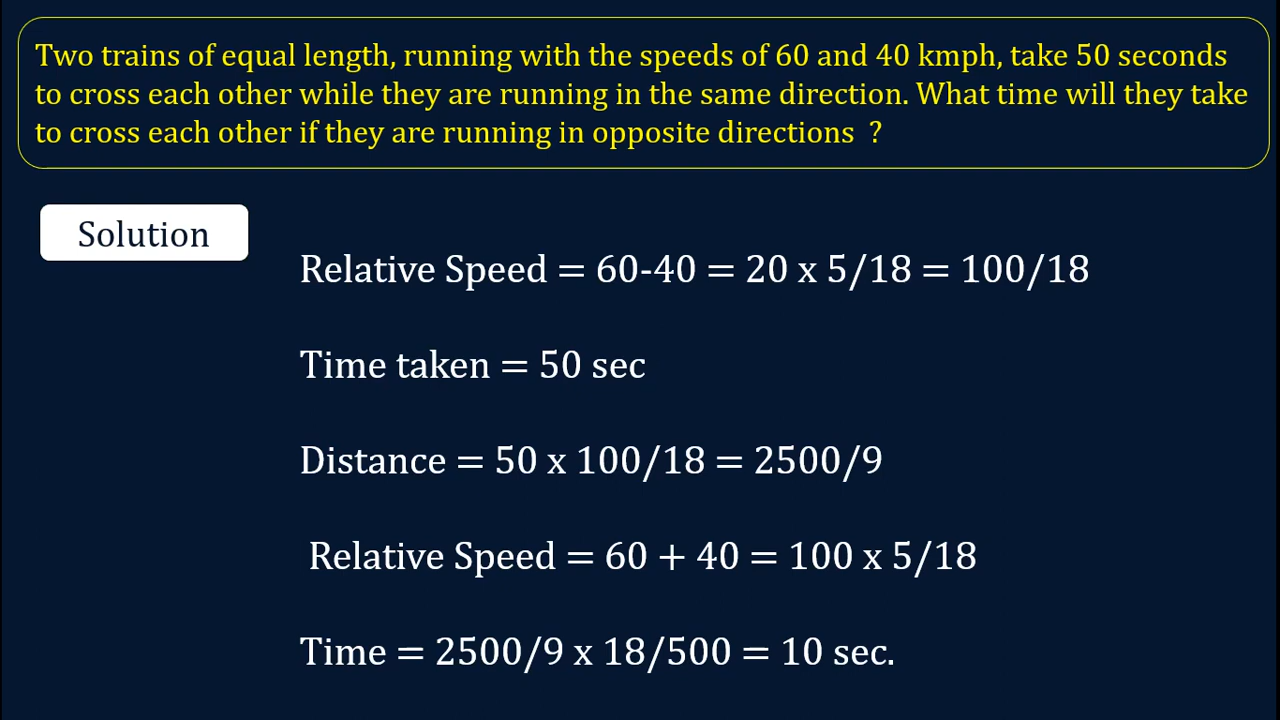 Two trains of equal length, running with the speeds of 60 and 40 kmph, take 50 seconds
to cross each other while they are running in the same direction. What time will they take
to cross each other if they are running in opposite directions ?
Solution
Relative Speed = 60-40 = 20 x 5/18 = 100/18
Time taken = 50 sec
Distance = 50 x 100/18 = 2500/9
Relative Speed = 60 + 40 = 100 x 5/18
Time = 2500/9 x 18/500 = 10 sec.